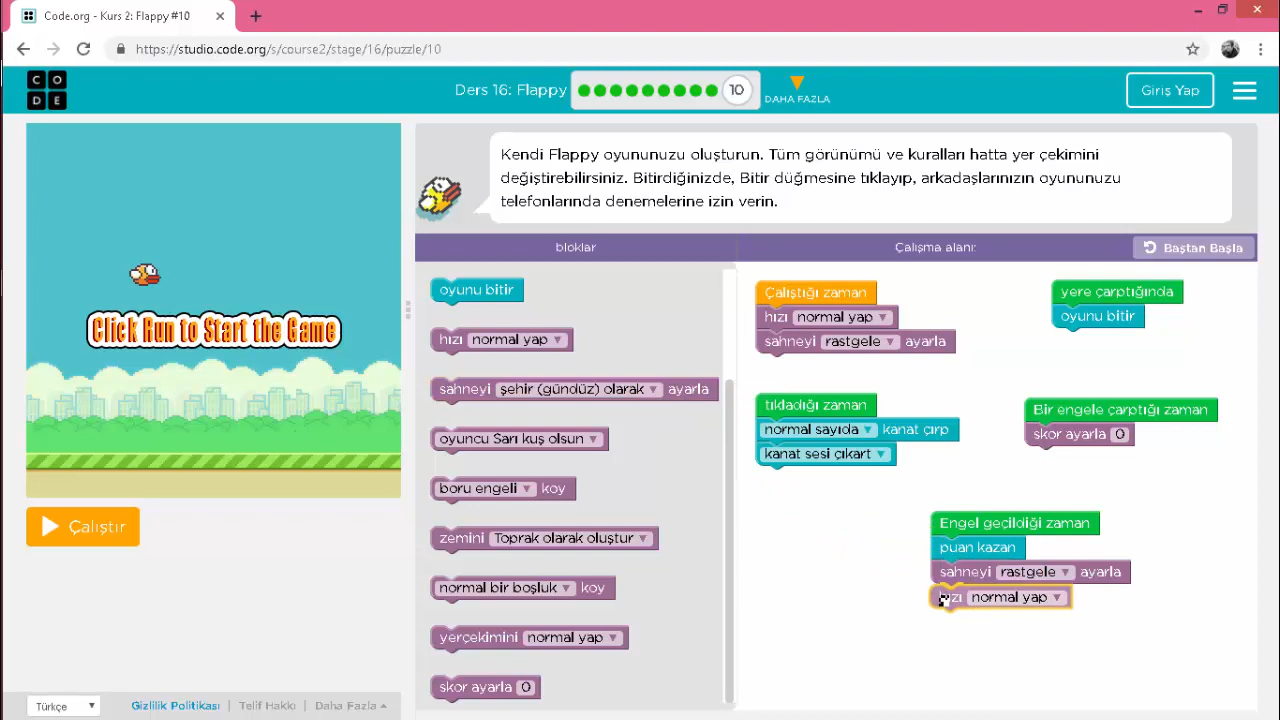 Code.org - Kurs 2: Flappy #10
https://studio.code.org/s/course2/stage/16/puzzle/10
C O
D E
Ders 16: Flappy
10
DAHA FAZLA
Giriş Yap
Kendi Flappy oyununuzu oluşturun. Tüm görünümü ve kuralları hatta yer çekimini
değiştirebilirsiniz. Bitirdiğinizde, Bitir düğmesine tıklayıp, arkadaşlarınızın oyununuzu
telefonlarında denemelerine izin verin.
bloklar
Çalışma alanı:
Baştan Başla
Click Run to Start the Game
Çalıştır
oyunu bitir
hızı normal yap
sahneyi şehir (gündüz) olarak ayarla
oyuncu Sarı kuş olsun
boru engeli koy
zemini Toprak olarak oluştur
normal bir boşluk koy
yerçekimini normal yap
skor ayarla 0
Çalıştığı zaman
hızı normal yap
sahneyi rastgele ayarla
yere çarptığında
oyunu bitir
tıkladığı zaman
normal sayıda kanat çırp
kanat sesi çıkart
Bir engele çarptığı zaman
skor ayarla 0
Engel geçildiği zaman
puan kazan
sahneyi rastgele ayarla
normal yap
Türkçe
Gizlilik Politikası
Telif Hakkı
Daha Fazla